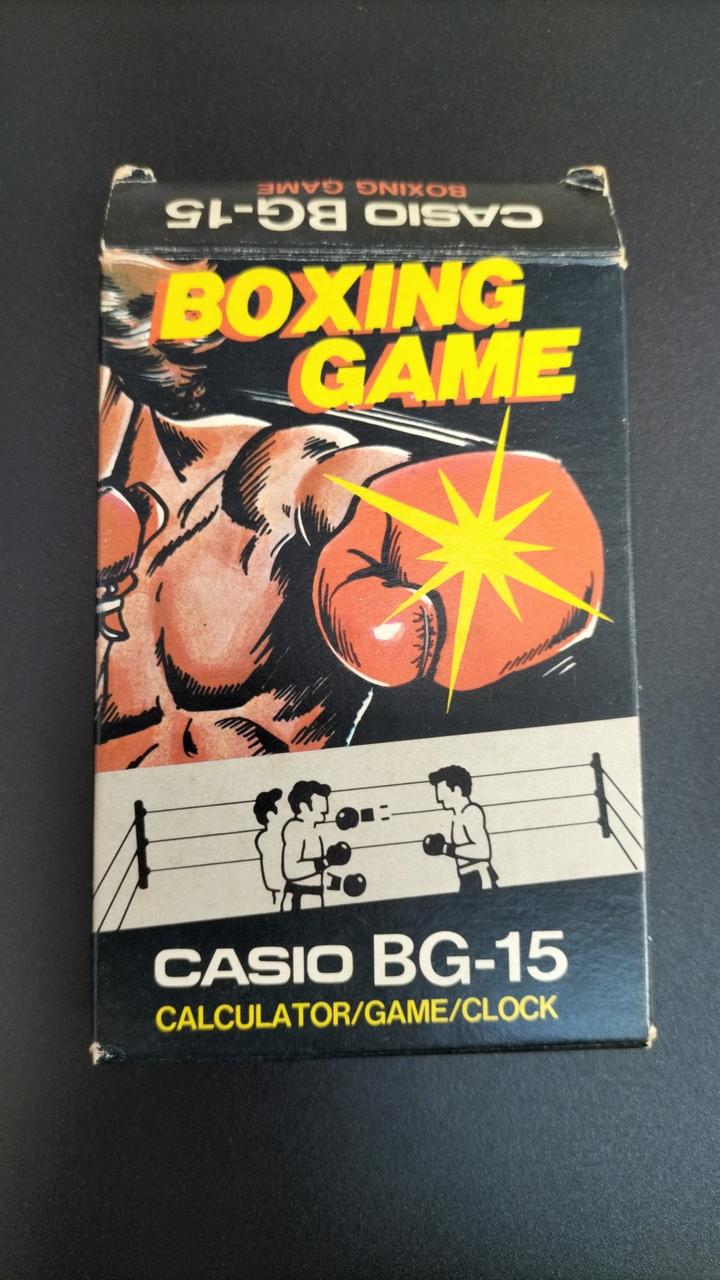 BOXING GAME
CASIO BG-15
BOXING
GAME
CASIO BG-15
CALCULATOR/GAME/CLOCK